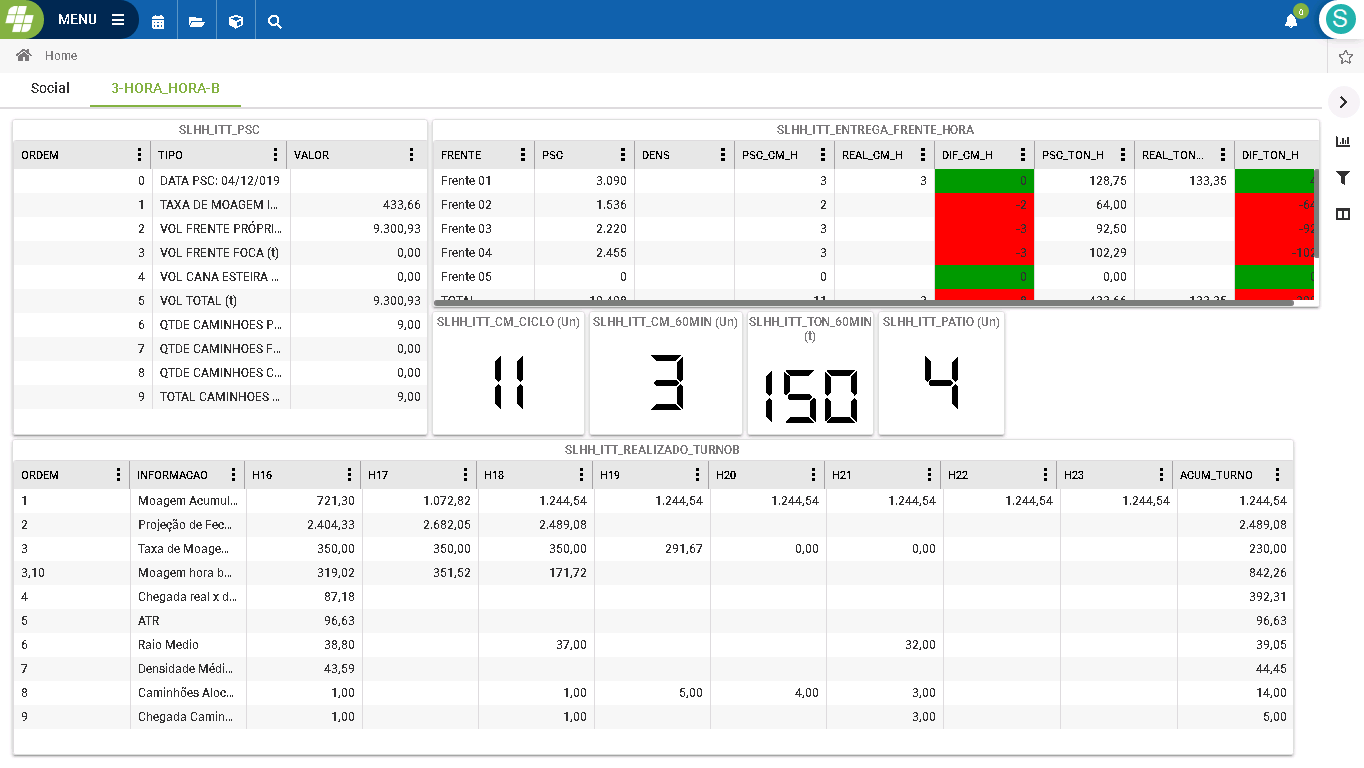 MENU
0
S
Home
Social 3-HORA_HORA-B
SLHH_ITT_PSC
ORDEM TIPO VALOR
0 DATA PSC: 04/12/019
1 TAXA DE MOAGEM I... 433,66
2 VOL FRENTE PRÓPRI... 9.300,93
3 VOL FRENTE FOCA (t) 0,00
4 VOL CANA ESTEIRA ... 0,00
5 VOL TOTAL (t) 9.300,93
6 QTDE CAMINHOES P... 9,00
7 QTDE CAMINHOES F... 0,00
8 QTDE CAMINHOES C... 0,00
9 TOTAL CAMINHOES ... 9,00
SLHH_ITT_ENTREGA_FRENTE_HORA
FRENTE PSC DENS PSC_CM_H REAL_CM_H DIF_CM_H PSC_TON_H REAL_TON... DIF_TON_H
Frente 01 3.090 3 3 0 128,75 133,35
Frente 02 1.536 2 -2 64,00
Frente 03 2.220 3 -3 92,50
Frente 04 2.455 3 -3 102,29
Frente 05 0 0 0 0,00
TOTAL 11 3 433,66 133,35
SLHH_ITT_CM_CICLO (Un)
11
SLHH_ITT_CM_60MIN (Un)
3
SLHH_ITT_TON_60MIN
(t)
150
SLHH_ITT_PATIO (Un)
4
SLHH_ITT_REALIZADO_TURNOB
ORDEM INFORMACAO H16 H17 H18 H19 H20 H21 H22 H23 ACUM_TURNO
1 Moagem Acumul... 721,30 1.072,82 1.244,54 1.244,54 1.244,54 1.244,54 1.244,54 1.244,54 1.244,54
2 Projeção de Fec... 2.404,33 2.682,05 2.489,08 2.489,08
3 Taxa de Moage... 350,00 350,00 350,00 291,67 0,00 0,00 230,00
3,10 Moagem hora b... 319,02 351,52 171,72 842,26
4 Chegada real x d... 87,18 392,31
5 ATR 96,63 96,63
6 Raio Medio 38,80 37,00 32,00 39,05
7 Densidade Médi... 43,59 44,45
8 Caminhões Aloc... 1,00 1,00 5,00 4,00 3,00 14,00
9 Chegada Camin... 1,00 1,00 3,00 5,00